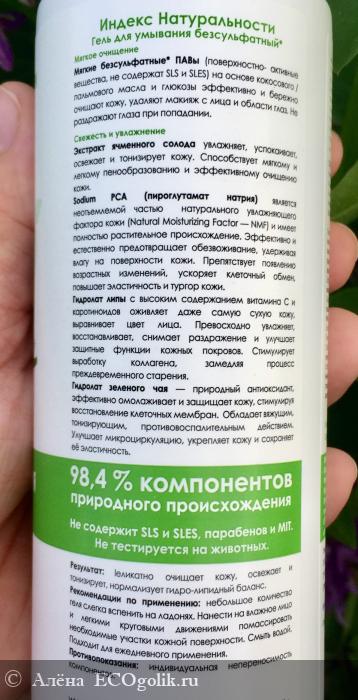 Индекс Натуральности
Гель для умывания безсульфатный*
Мягкое очищение
Мягкие безсульфатные* ПАВы (поверхностно- активные
вещества, не содержат SLS и SLES) на основе кокосового /
пальмового масла и глюкозы эффективно и бережно
очищают кожу, удаляют макияж с лица и области глаз. Не
раздражают глаза при попадании.
Свежесть и увлажнение
Экстракт ячменного солода увлажняет, успокаивает,
освежает и тонизирует кожу. Способствует мягкому и
легкому пенообразованию и эффективному очищению
кожи.
Sodium PCA (пироглутамат натрия) является
неотъемлемой частью натурального увлажняющего
фактора кожи (Natural Moisturizing Factor — NMF) и имеет
полностью растительное происхождение. Эффективно и
естественно предотвращает обезвоживание, удерживая
влагу на поверхности кожи. Препятствует появлению
возрастных изменений, ускоряет клеточный обмен,
повышает эластичность и тургор кожи.
Гидролат липы с высоким содержанием витамина С и
каротиноидов оживляет даже самую сухую кожу,
выравнивает цвет лица. Превосходно увлажняет,
восстанавливает, снимает раздражение и улучшает
защитные функции кожных покровов. Стимулирует
выработку коллагена, замедляя процесс
преждевременного старения.
Гидролат зеленого чая — природный антиоксидант,
эффективно омолаживает и защищает кожу, стимулируя
восстановление клеточных мембран. Обладает вяжущим,
тонизирующим, противовоспалительным действием.
Улучшает микроциркуляцию, укрепляет кожу и сохраняет
её эластичность.
98,4 % компонентов
природного происхождения
Не содержит SLS и SLES, парабенов и MIT.
Не тестируется на животных.
Результат: Деликатно очищает кожу, освежает и
тонизирует, нормализует гидро-липидный баланс.
Рекомендации по применению: небольшое количество
геля слегка вспенить на ладонях. Нанести на влажное лицо
и легкими круговыми движениями помассировать
необходимые участки кожной поверхности. Смыть водой.
Подходит для ежедневного применения.
Противопоказания: индивидуальная непереносимость
© Алёна ECOgolik.ru